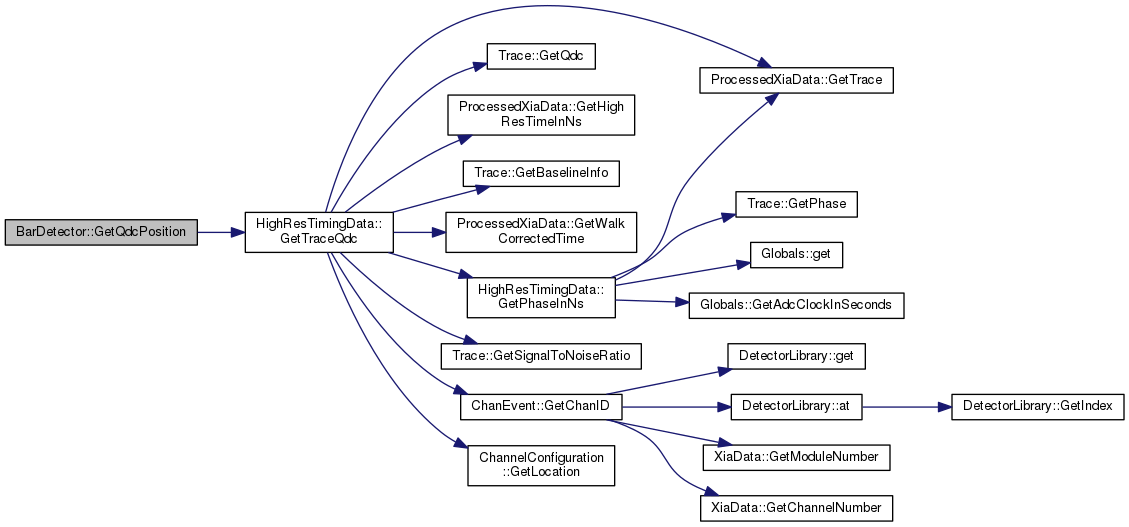 BarDetector::GetQdcPosition
HighResTimingData::
GetTraceQdc
Trace::GetQdc
ProcessedXiaData::GetHigh
ResTimeInNs
Trace::GetBaselineInfo
ProcessedXiaData::GetWalk
CorrectedTime
HighResTimingData::
GetPhaseInNs
Trace::GetSignalToNoiseRatio
ChanEvent::GetChanID
ChannelConfiguration
::GetLocation
ProcessedXiaData::GetTrace
Trace::GetPhase
Globals::get
Globals::GetAdcClockInSeconds
DetectorLibrary::get
DetectorLibrary::at
XiaData::GetModuleNumber
XiaData::GetChannelNumber
DetectorLibrary::GetIndex